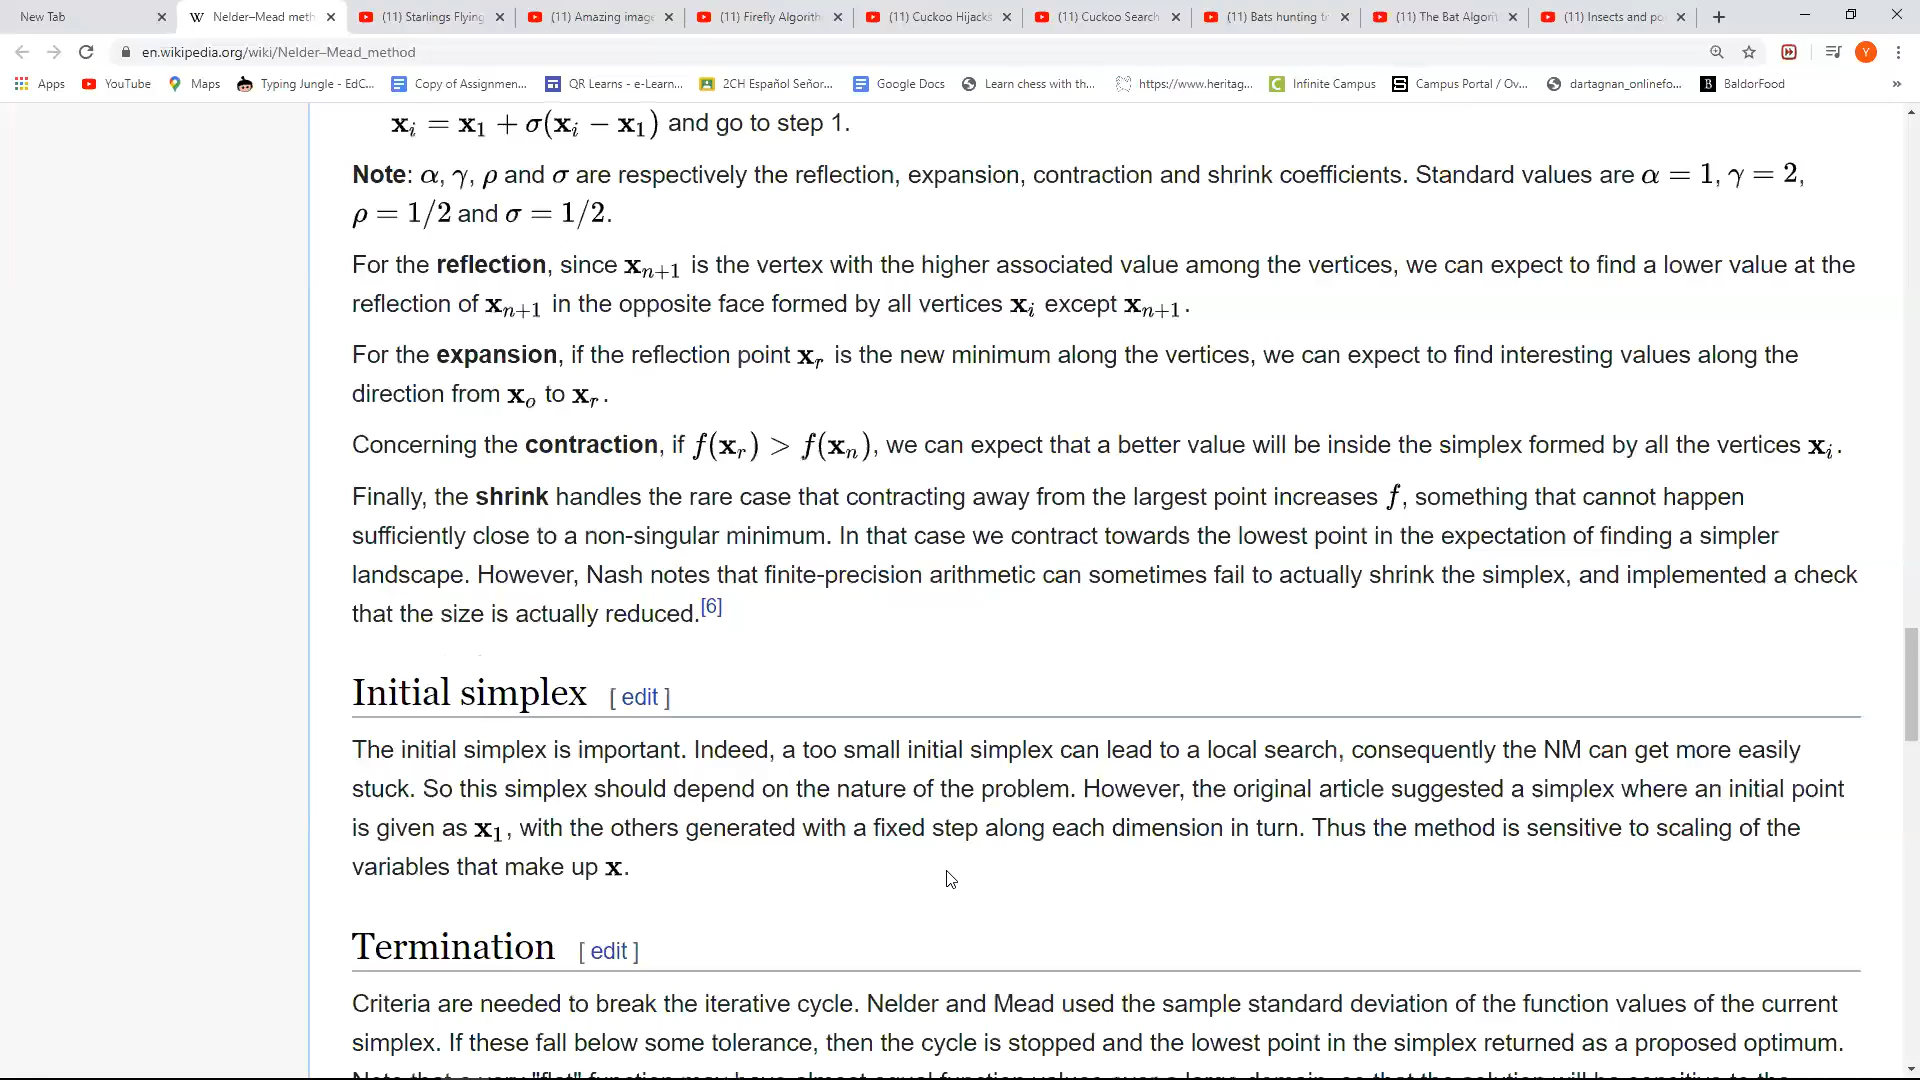 New Tab
W Nelder–Mead meth
(11) Starlings Flying
(11) Amazing image
(11) Firefly Algorith
(11) Cuckoo Hijacks
(11) Cuckoo Search
(11) Bats hunting t
(11) The Bat Algorit
(11) Insects and po
en.wikipedia.org/wiki/Nelder–Mead_method
Y
Apps YouTube Maps Typing Jungle - EdC... Copy of Assignmen... QR Learns - e-Learn... 2CH Español Señor... Google Docs Learn chess with th... https://www.heritag... Infinite Campus Campus Portal / Ov... dartagnan_onlinefo... BaldorFood »
x_i = x_1 + σ(x_i − x_1) and go to step 1.
Note: α, γ, ρ and σ are respectively the reflection, expansion, contraction and shrink coefficients. Standard values are α = 1, γ = 2,
ρ = 1/2 and σ = 1/2.
For the reflection, since x_{n+1} is the vertex with the higher associated value among the vertices, we can expect to find a lower value at the
reflection of x_{n+1} in the opposite face formed by all vertices x_i except x_{n+1}.
For the expansion, if the reflection point x_r is the new minimum along the vertices, we can expect to find interesting values along the
direction from x_o to x_r.
Concerning the contraction, if f(x_r) > f(x_n), we can expect that a better value will be inside the simplex formed by all the vertices x_i.
Finally, the shrink handles the rare case that contracting away from the largest point increases f, something that cannot happen
sufficiently close to a non-singular minimum. In that case we contract towards the lowest point in the expectation of finding a simpler
landscape. However, Nash notes that finite-precision arithmetic can sometimes fail to actually shrink the simplex, and implemented a check
that the size is actually reduced.[6]
Initial simplex [ edit ]
The initial simplex is important. Indeed, a too small initial simplex can lead to a local search, consequently the NM can get more easily
stuck. So this simplex should depend on the nature of the problem. However, the original article suggested a simplex where an initial point
is given as x_1, with the others generated with a fixed step along each dimension in turn. Thus the method is sensitive to scaling of the
variables that make up x.
Termination [ edit ]
Criteria are needed to break the iterative cycle. Nelder and Mead used the sample standard deviation of the function values of the current
simplex. If these fall below some tolerance, then the cycle is stopped and the lowest point in the simplex returned as a proposed optimum.